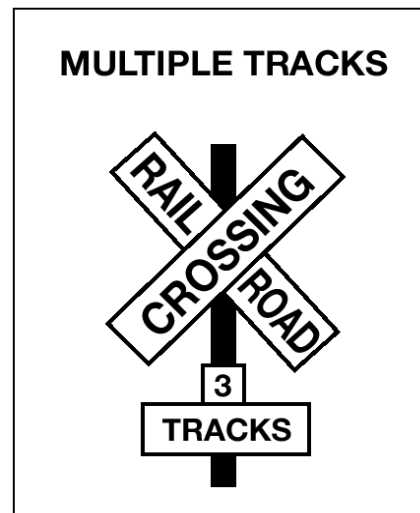 MULTIPLE TRACKS
RAIL
CROSSING
ROAD
3
TRACKS